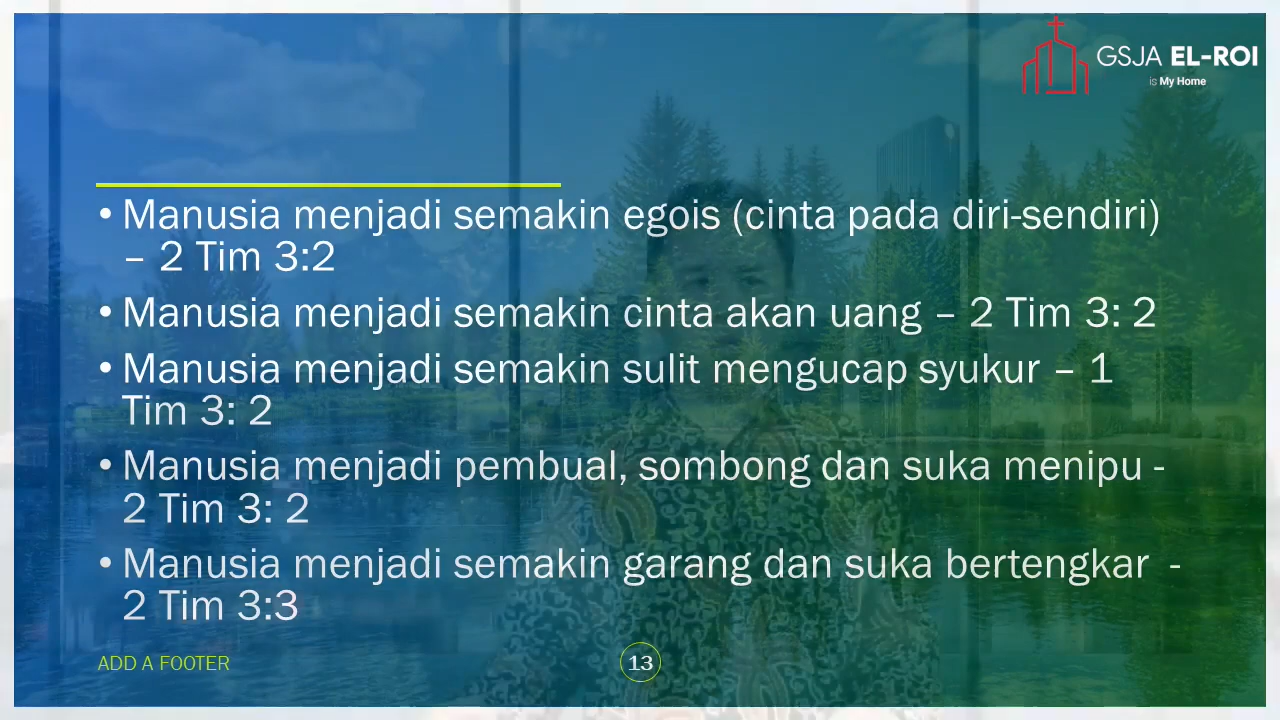 GSJA EL-ROI
is My Home
• Manusia menjadi semakin egois (cinta pada diri-sendiri)
– 2 Tim 3:2
• Manusia menjadi semakin cinta akan uang – 2 Tim 3: 2
• Manusia menjadi semakin sulit mengucap syukur – 1
Tim 3: 2
• Manusia menjadi pembual, sombong dan suka menipu -
2 Tim 3: 2
• Manusia menjadi semakin garang dan suka bertengkar -
2 Tim 3:3
ADD A FOOTER
13